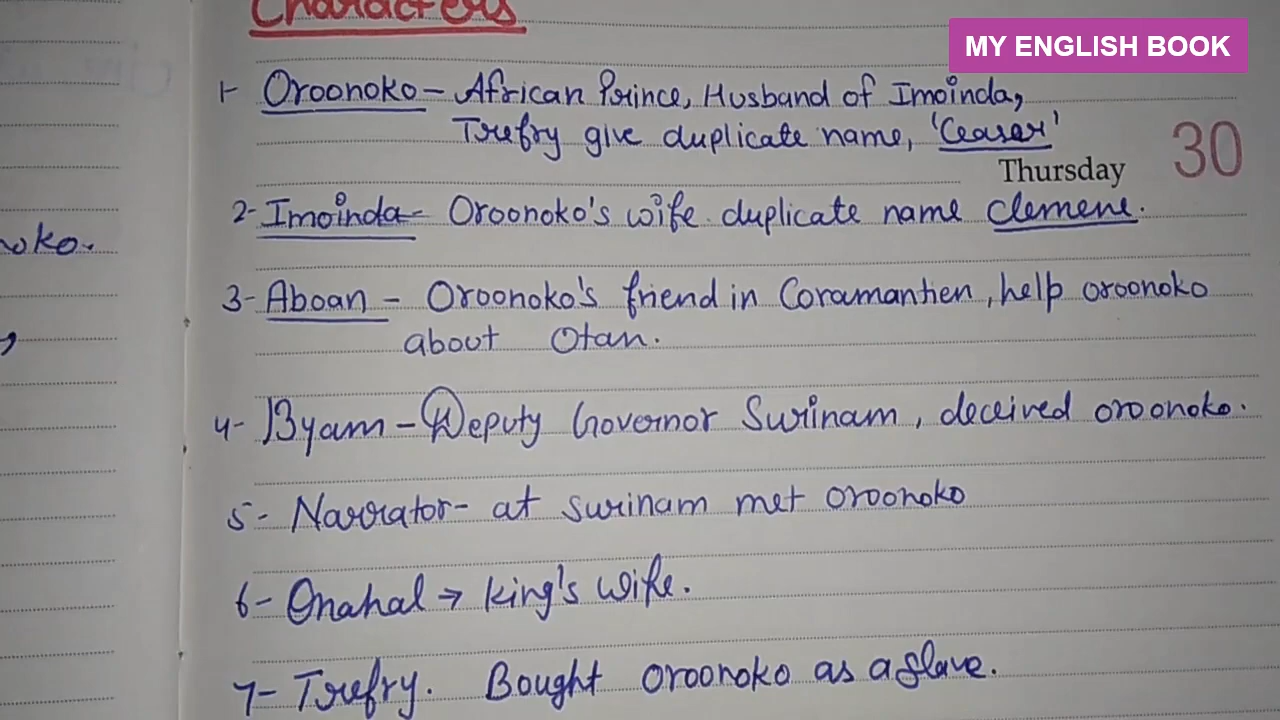 Characters
MY ENGLISH BOOK
1- Oroonoko - African Prince, Husband of Imoinda,
Trefry give duplicate name, 'Ceaser'
Thursday 30
2- Imoinda - Oroonoko's wife duplicate name Clemene.
noko.
3- Aboan - Oroonoko's friend in Coramantien, help oroonoko
about Otan.
4- Byam - Deputy Governor Surinam, deceived oroonoko.
5- Narrator - at surinam met oroonoko
6- Onahal → king's wife.
7- Trefry. Bought oroonoko as a slave.